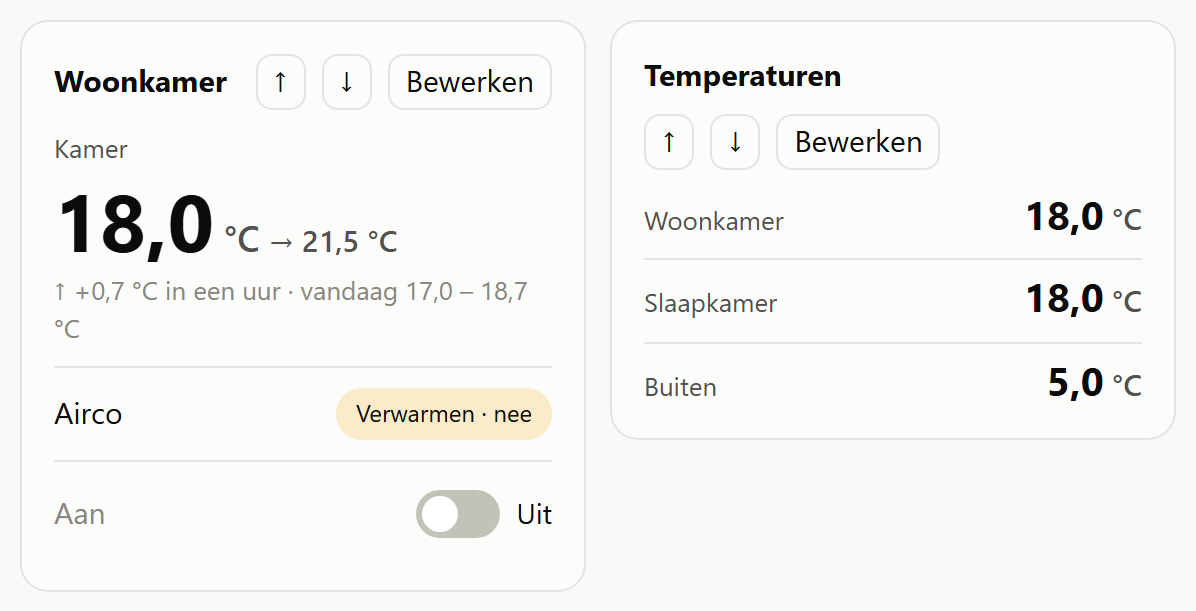 Woonkamer ↑ ↓ Bewerken
Kamer
18,0 °C → 21,5 °C
↑ +0,7 °C in een uur · vandaag 17,0 – 18,7
°C
Airco Verwarmen · nee
Aan Uit
Temperaturen
↑ ↓ Bewerken
Woonkamer 18,0 °C
Slaapkamer 18,0 °C
Buiten 5,0 °C